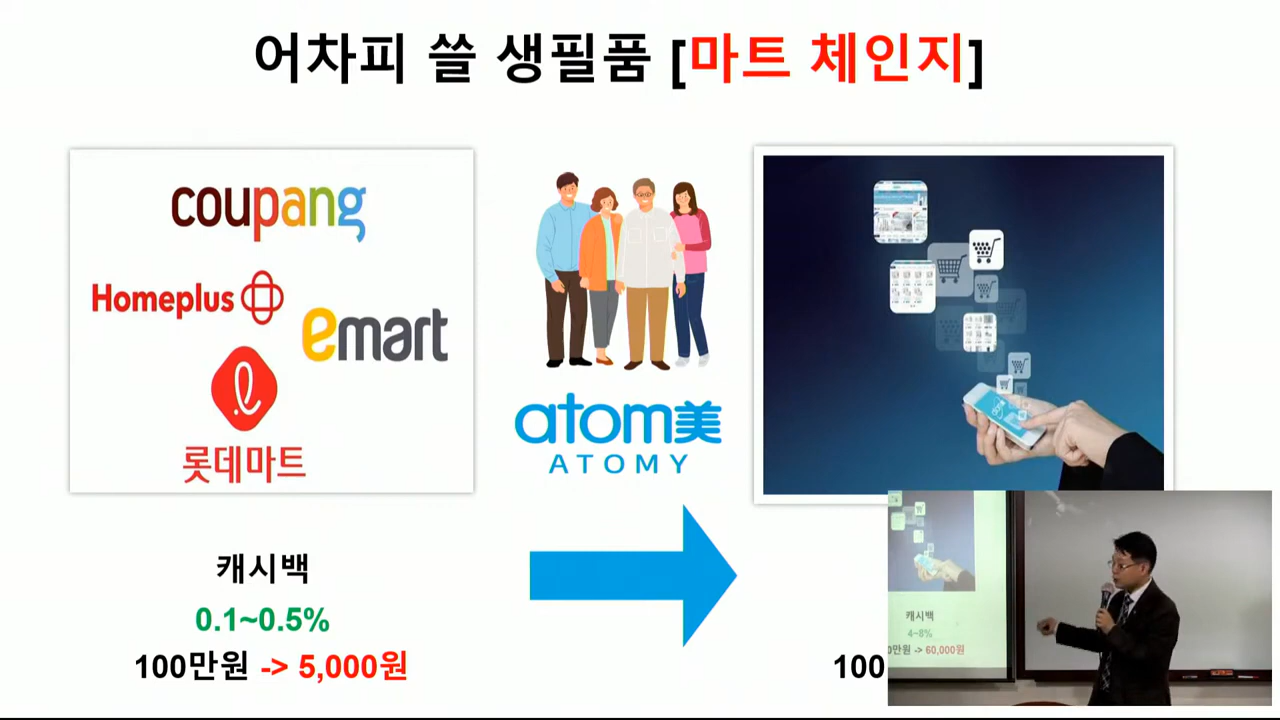 어차피 쓸 생필품 [마트 체인지]
coupang
Homeplus
emart
롯데마트
atom美
ATOMY
캐시백
0.1~0.5%
100만원 -> 5,000원
100
캐시백
4~8%
0만원 -> 60,000원